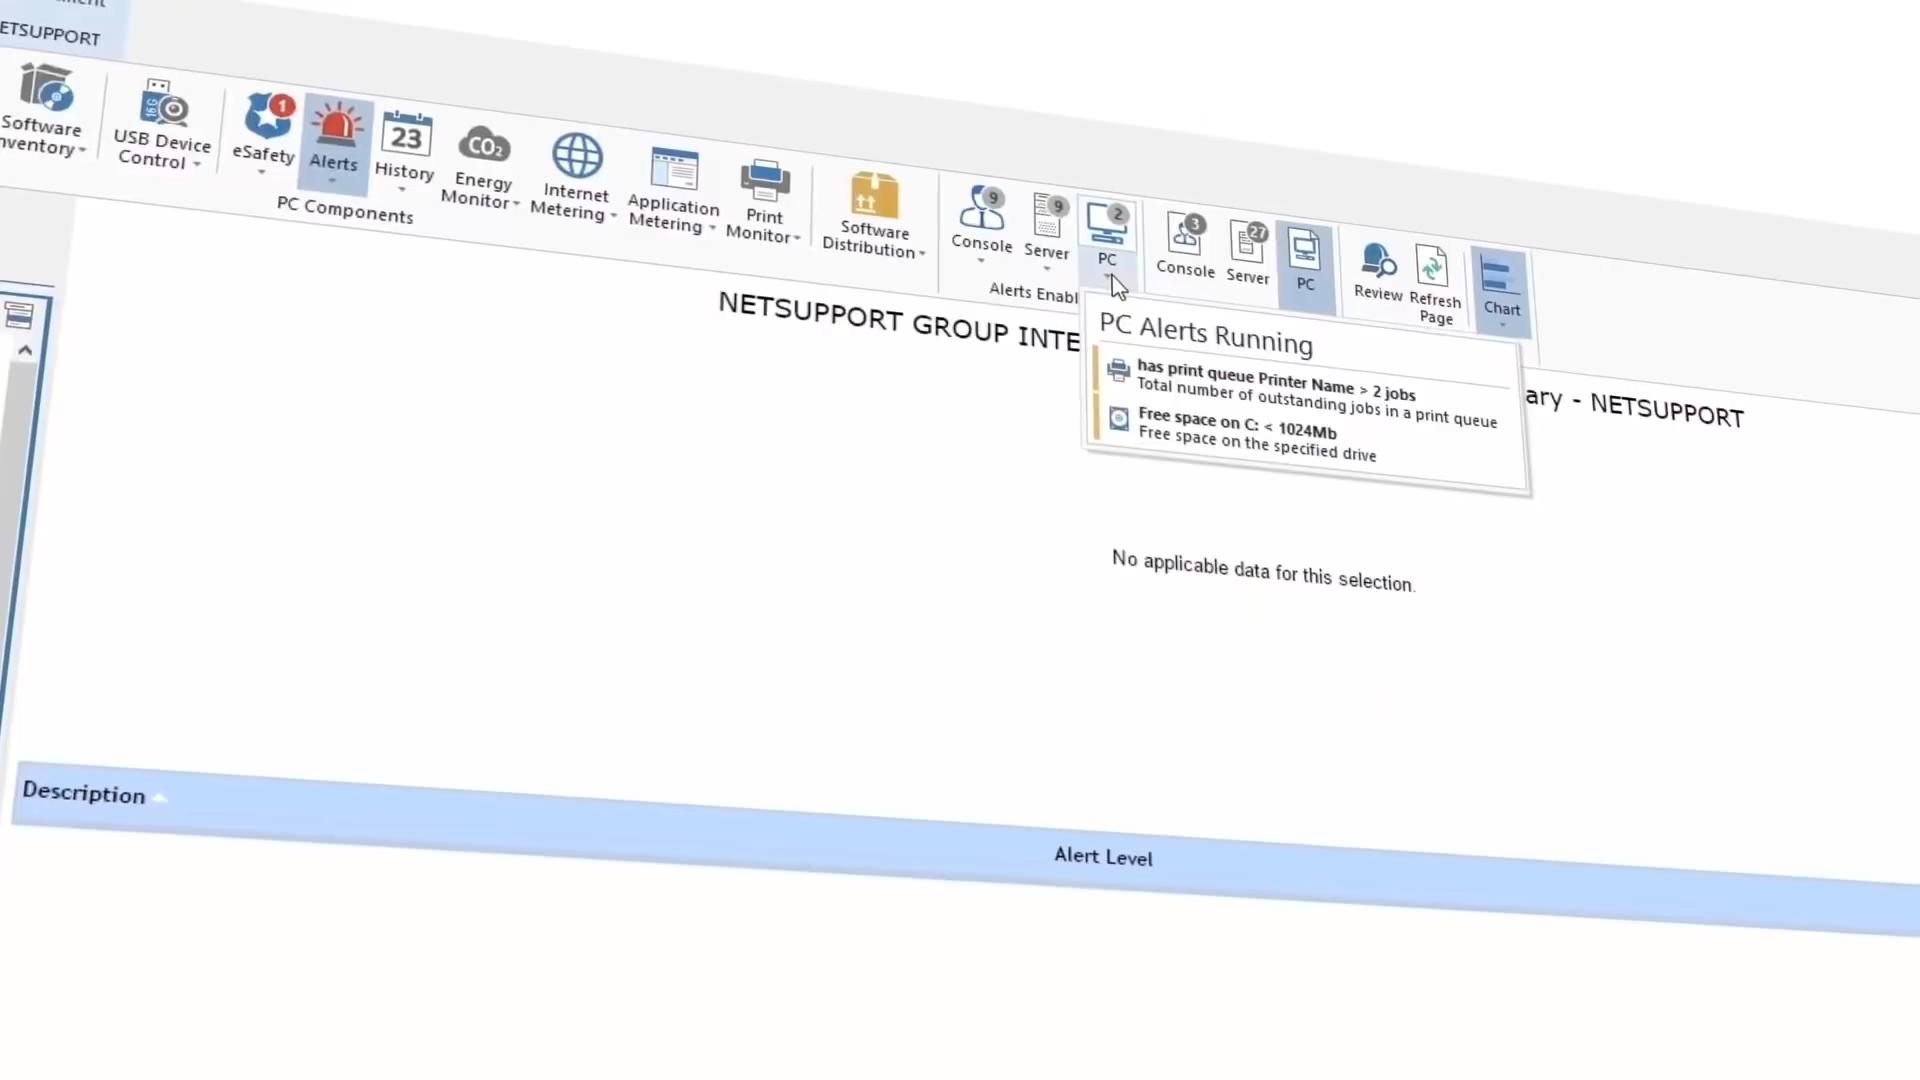 ETSUPPORT
Software
nventory
USB Device
Control
16G
eSafety
1
Alerts
23
History
CO2
Energy
Monitor
Internet
Metering
Application
Metering
Print
Monitor
PC Components
Software
Distribution
9
Console
9
Server
2
PC
Alerts Enabl
3
Console
27
Server
PC
Review
Refresh
Page
Chart
NETSUPPORT GROUP INTE
ary - NETSUPPORT
PC Alerts Running
has print queue Printer Name > 2 jobs
Total number of outstanding jobs in a print queue
Free space on C: < 1024Mb
Free space on the specified drive
No applicable data for this selection.
Description
Alert Level